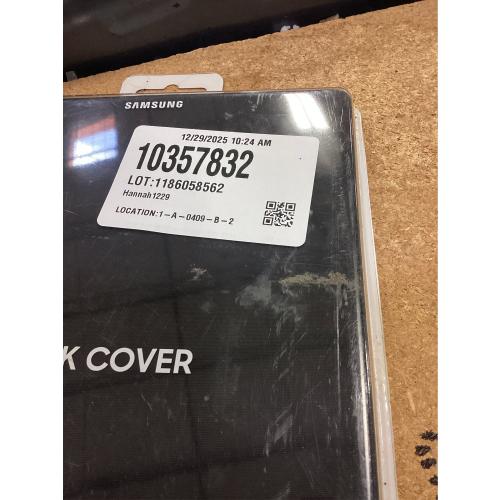 SAMSUNG
12/29/2025 10:24 AM
10357832
LOT:1186058562
Hannah1229
LOCATION:1-A-0409-B-2
K COVER